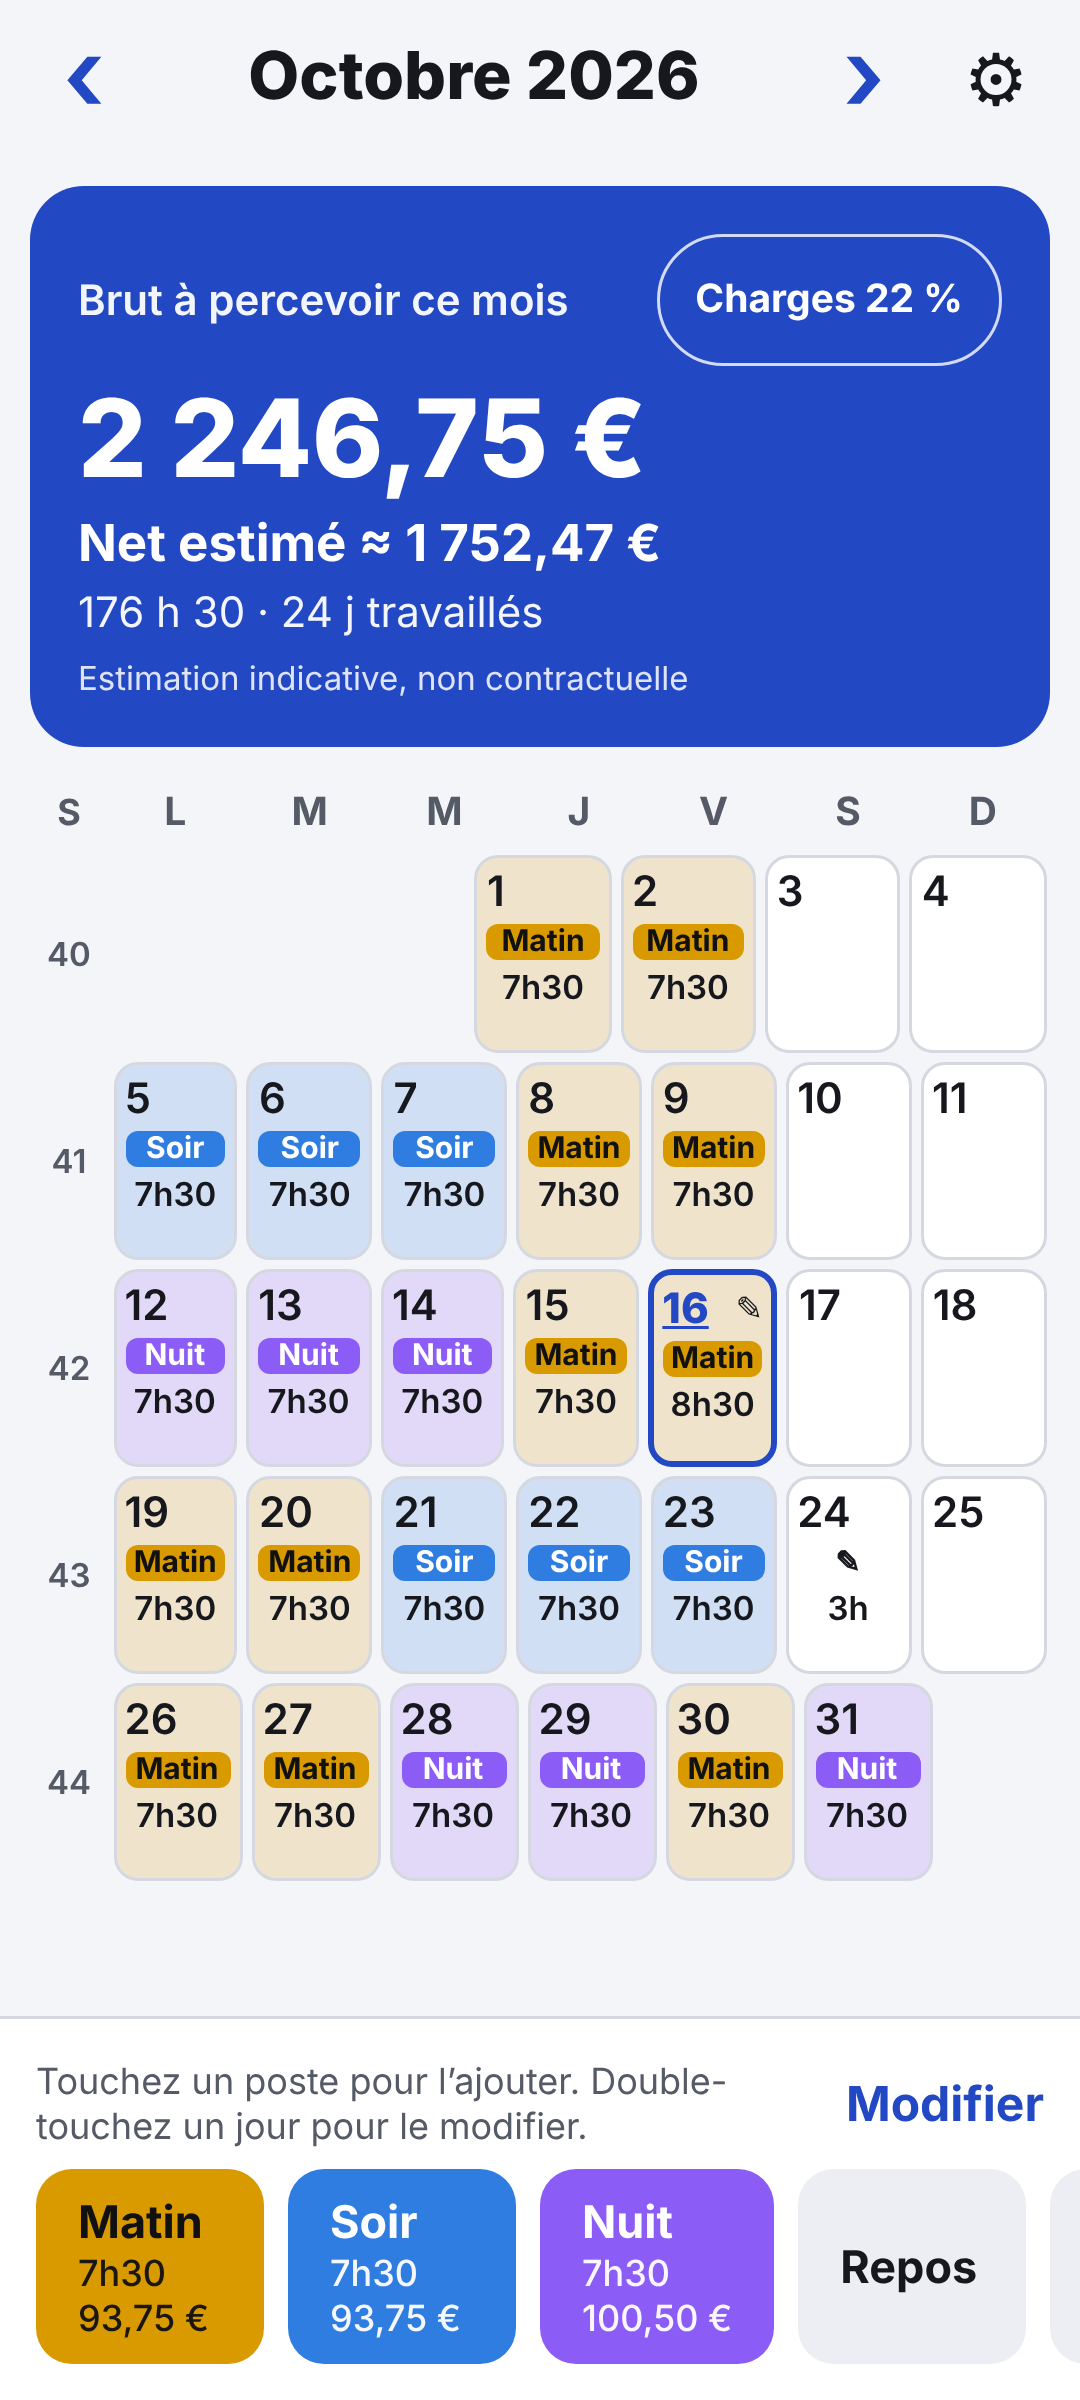 Octobre 2026
Brut à percevoir ce mois
Charges 22 %
2 246,75 €
Net estimé ≈ 1 752,47 €
176 h 30 · 24 j travaillés
Estimation indicative, non contractuelle
S L M M J V S D
40
1 2 3 4
Matin Matin
7h30 7h30
41
5 6 7 8 9 10 11
Soir Soir Soir Matin Matin
7h30 7h30 7h30 7h30 7h30
42
12 13 14 15 16 ✎ 17 18
Nuit Nuit Nuit Matin Matin
7h30 7h30 7h30 7h30 8h30
43
19 20 21 22 23 24 25
Matin Matin Soir Soir Soir ✎
7h30 7h30 7h30 7h30 7h30 3h
44
26 27 28 29 30 31
Matin Matin Nuit Nuit Matin Nuit
7h30 7h30 7h30 7h30 7h30 7h30
Touchez un poste pour l’ajouter. Double-
touchez un jour pour le modifier.
Modifier
Matin
7h30
93,75 €
Soir
7h30
93,75 €
Nuit
7h30
100,50 €
Repos